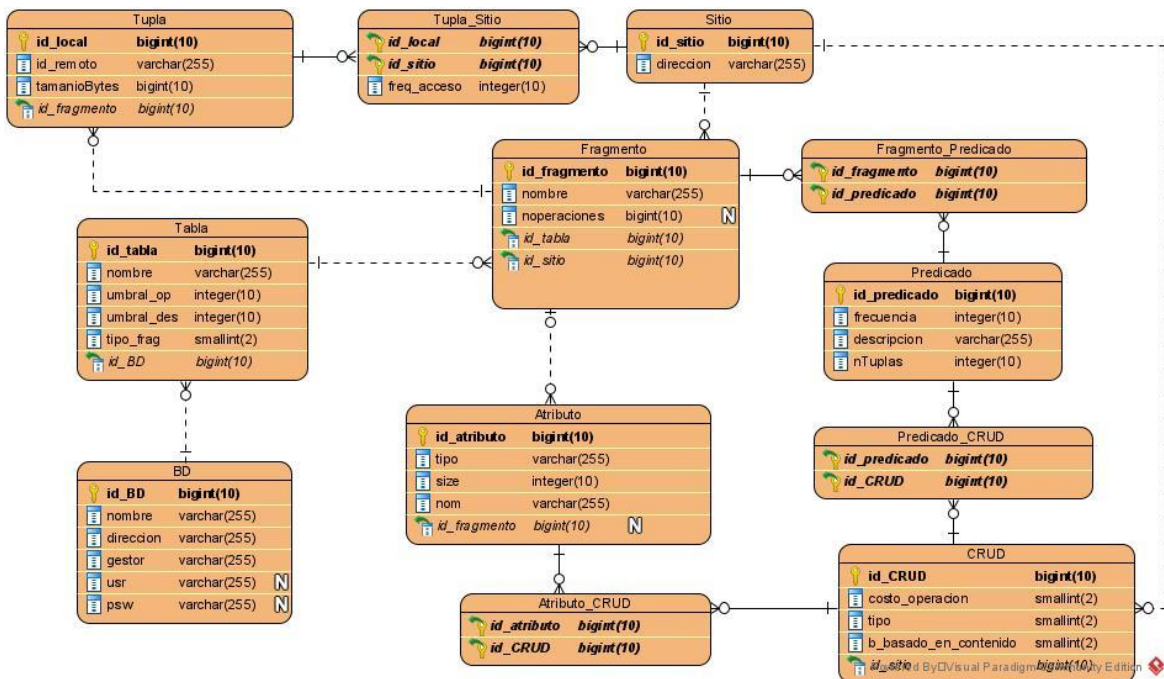 Tupla
id_local bigint(10)
id_remoto varchar(255)
tamanioBytes bigint(10)
id_fragmento bigint(10)
Tupla_Sitio
id_local bigint(10)
id_sitio bigint(10)
freq_acceso integer(10)
Sitio
id_sitio bigint(10)
direccion varchar(255)
Fragmento
id_fragmento bigint(10)
nombre varchar(255)
noperaciones bigint(10) N
id_tabla bigint(10)
id_sitio bigint(10)
Fragmento_Predicado
id_fragmento bigint(10)
id_predicado bigint(10)
Tabla
id_tabla bigint(10)
nombre varchar(255)
umbral_op integer(10)
umbral_des integer(10)
tipo_frag smallint(2)
id_BD bigint(10)
Predicado
id_predicado bigint(10)
frecuencia integer(10)
descripcion varchar(255)
nTuplas integer(10)
Atributo
id_atributo bigint(10)
tipo varchar(255)
size integer(10)
nom varchar(255)
id_fragmento bigint(10) N
Predicado_CRUD
id_predicado bigint(10)
id_CRUD bigint(10)
BD
id_BD bigint(10)
nombre varchar(255)
direccion varchar(255)
gestor varchar(255)
usr varchar(255) N
psw varchar(255) N
Atributo_CRUD
id_atributo bigint(10)
id_CRUD bigint(10)
CRUD
id_CRUD bigint(10)
costo_operacion smallint(2)
tipo smallint(2)
b_basado_en_contenido smallint(2)
id_sitio bigint(10)
Powered By Visual Paradigm Community Edition